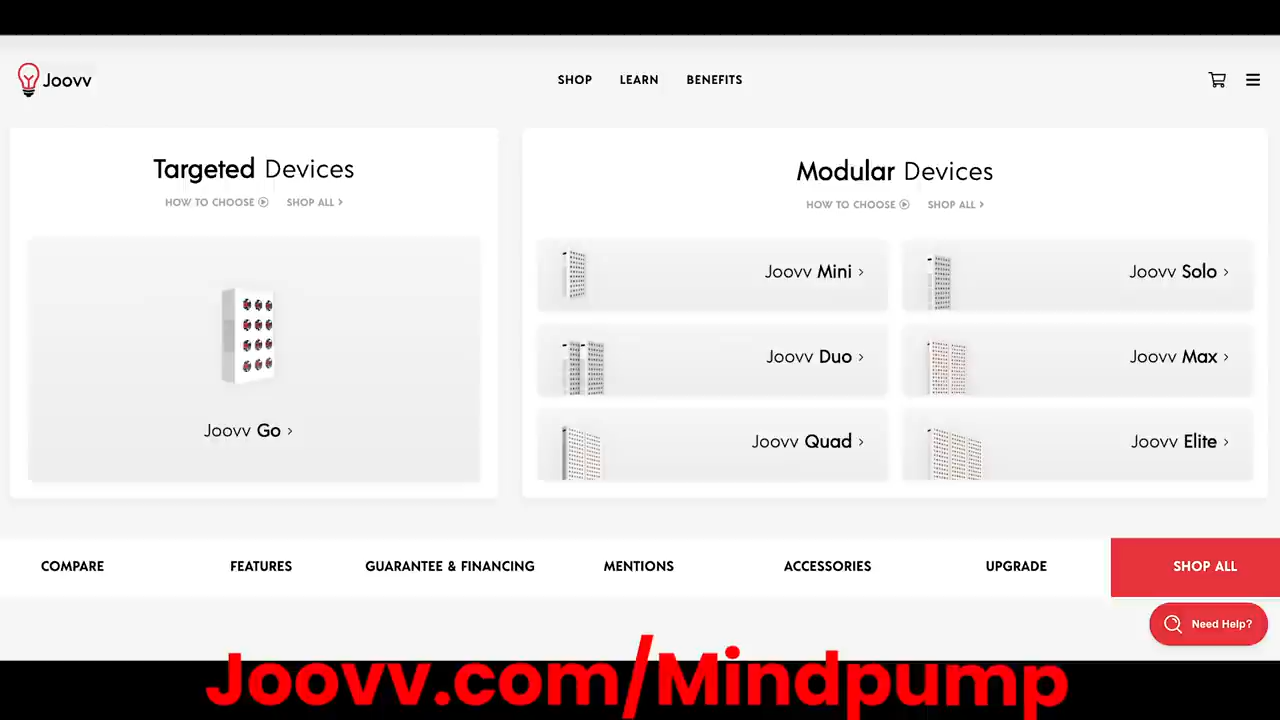 Joovv
SHOP LEARN BENEFITS
Targeted Devices
HOW TO CHOOSE SHOP ALL >
Joovv Go >
Modular Devices
HOW TO CHOOSE SHOP ALL >
Joovv Mini >
Joovv Solo >
Joovv Duo >
Joovv Max >
Joovv Quad >
Joovv Elite >
COMPARE FEATURES GUARANTEE & FINANCING MENTIONS ACCESSORIES UPGRADE SHOP ALL
Need Help?
Joovv.com/Mindpump